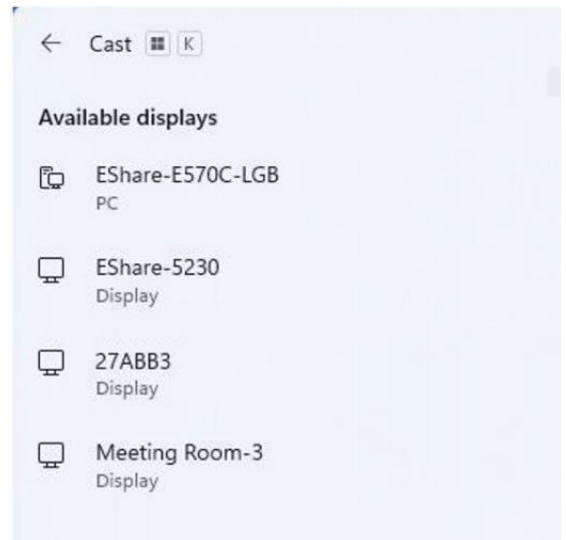 Cast K
Available displays
EShare-E570C-LGB
PC
EShare-5230
Display
27ABB3
Display
Meeting Room-3
Display